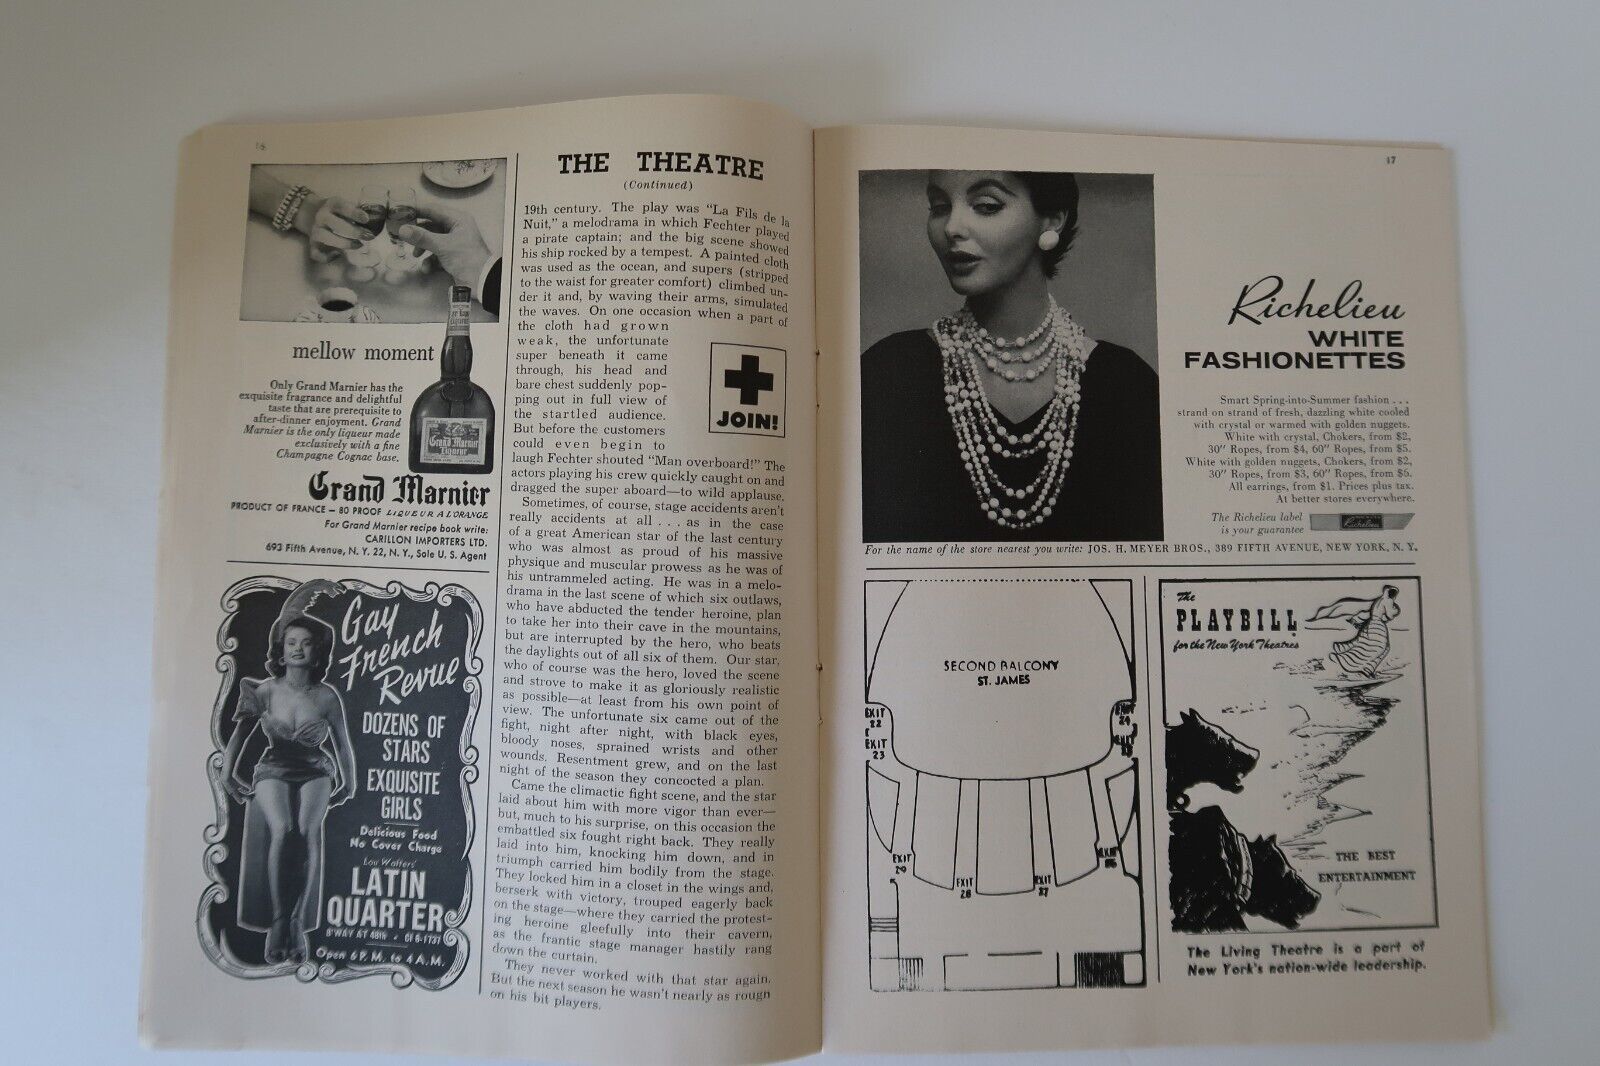 16
mellow moment
Only Grand Marnier has the
exquisite fragrance and delightful
taste that are prerequisite to
after-dinner enjoyment. Grand
Marnier is the only liqueur made
exclusively with a fine
Champagne Cognac base.
Grand Marnier
Liqueur
Grand Marnier
PRODUCT OF FRANCE — 80 PROOF LIQUEUR A L'ORANGE
For Grand Marnier recipe book write:
CARILLON IMPORTERS LTD.
693 Fifth Avenue, N. Y. 22, N. Y., Sole U. S. Agent
Gay
French
Revue
DOZENS OF
STARS
EXQUISITE
GIRLS
Delicious Food
No Cover Charge
Lou Walters'
LATIN
QUARTER
B'WAY AT 48th • CI 6-1737
Open 6 P. M. to 4 A. M.
THE THEATRE
(Continued)
19th century. The play was "La Fils de la
Nuit," a melodrama in which Fechter played
a pirate captain; and the big scene showed
his ship rocked by a tempest. A painted cloth
was used as the ocean, and supers (stripped
to the waist for greater comfort) climbed un-
der it and, by waving their arms, simulated
the waves. On one occasion when a part of
the cloth had grown
weak, the unfortunate
super beneath it came
through, his head and
bare chest suddenly pop-
ping out in full view of
the startled audience.
But before the customers
could even begin to
laugh Fechter shouted "Man overboard!" The
actors playing his crew quickly caught on and
dragged the super aboard—to wild applause.
Sometimes, of course, stage accidents aren't
really accidents at all . . . as in the case
of a great American star of the last century
who was almost as proud of his massive
physique and muscular prowess as he was of
his untrammeled acting. He was in a melo-
drama in the last scene of which six outlaws,
who have abducted the tender heroine, plan
to take her into their cave in the mountains,
but are interrupted by the hero, who beats
the daylights out of all six of them. Our star,
who of course was the hero, loved the scene
and strove to make it as gloriously realistic
as possible—at least from his own point of
view. The unfortunate six came out of the
fight, night after night, with black eyes,
bloody noses, sprained wrists and other
wounds. Resentment grew, and on the last
night of the season they concocted a plan.
Came the climactic fight scene, and the star
laid about him with more vigor than ever—
but, much to his surprise, on this occasion the
embattled six fought right back. They really
laid into him, knocking him down, and in
triumph carried him bodily from the stage.
They locked him in a closet in the wings and,
berserk with victory, trouped eagerly back
on the stage—where they carried the protest-
ing heroine gleefully into their cavern,
as the frantic stage manager hastily rang
down the curtain.
They never worked with that star again.
But the next season he wasn't nearly as rough
on his bit players.
JOIN!
17
Richelieu
WHITE
FASHIONETTES
Smart Spring-into-Summer fashion . . .
strand on strand of fresh, dazzling white cooled
with crystal or warmed with golden nuggets.
White with crystal, Chokers, from $2,
30" Ropes, from $4, 60" Ropes, from $5.
White with golden nuggets, Chokers, from $2,
30" Ropes, from $3, 60" Ropes, from $6.
All earrings, from $1. Prices plus tax.
At better stores everywhere.
The Richelieu label
is your guarantee
Richelieu
For the name of the store nearest you write: JOS. H. MEYER BROS., 389 FIFTH AVENUE, NEW YORK, N. Y.
SECOND BALCONY
ST. JAMES
EXIT
22
EXIT
23
EXIT
24
EXIT
29
EXIT
28
EXIT
27
The
PLAYBILL
for the New York Theatres
THE BEST
ENTERTAINMENT
The Living Theatre is a part of
New York's nation-wide leadership.